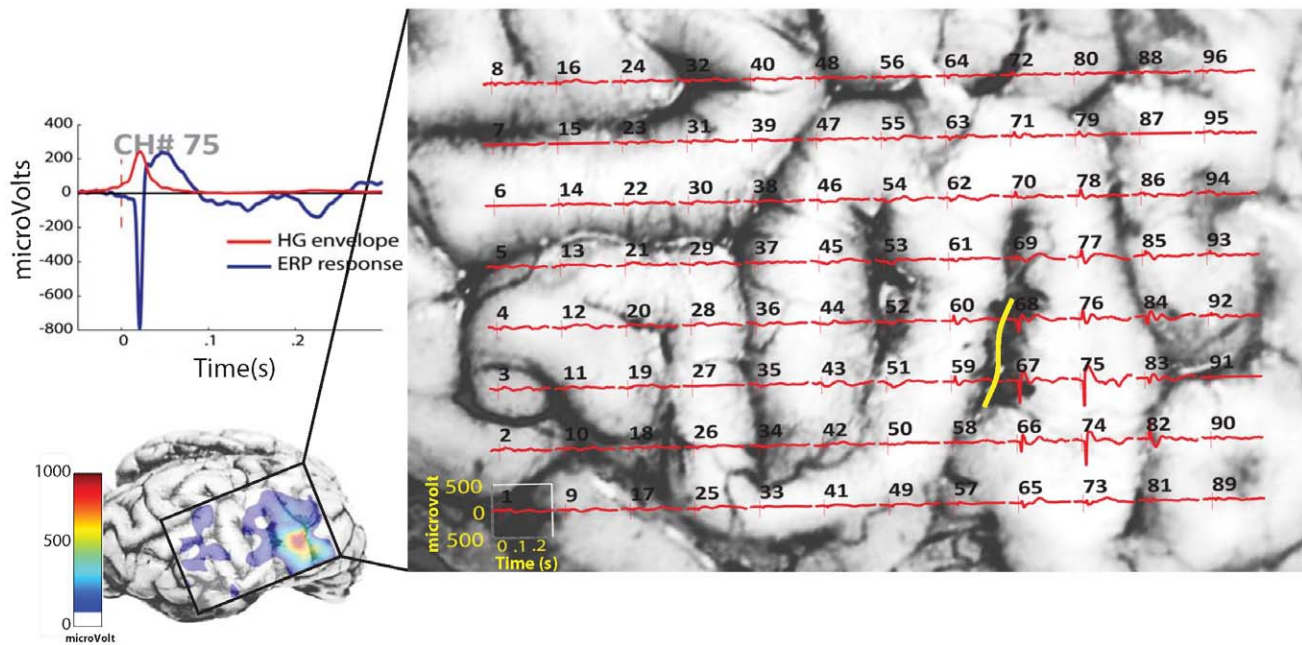 CH# 75
400
200
0
-200
-400
-600
-800
microVolts
HG envelope
ERP response
0 .1 .2
Time(s)
1000
500
0
microVolt
8 16 24 32 40 48 56 64 72 80 88 96
7 15 23 31 39 47 55 63 71 79 87 95
6 14 22 30 38 46 54 62 70 78 86 94
5 13 21 29 37 45 53 61 69 77 85 93
4 12 20 28 36 44 52 60 68 76 84 92
3 11 19 27 35 43 51 59 67 75 83 91
2 10 18 26 34 42 50 58 66 74 82 90
1 9 17 25 33 41 49 57 65 73 81 89
microvolt
500
0
500
0 .1 .2
Time (s)